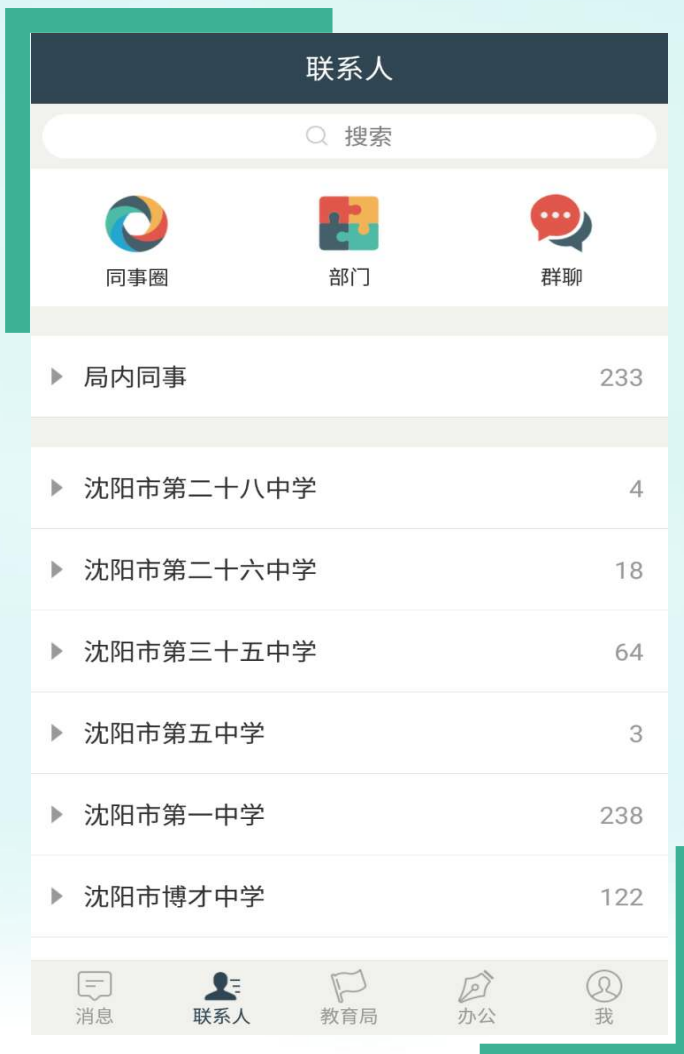 联系人
搜索
同事圈 部门 群聊
局内同事 233
沈阳市第二十八中学 4
沈阳市第二十六中学 18
沈阳市第三十五中学 64
沈阳市第五中学 3
沈阳市第一中学 238
沈阳市博才中学 122
消息 联系人 教育局 办公 我